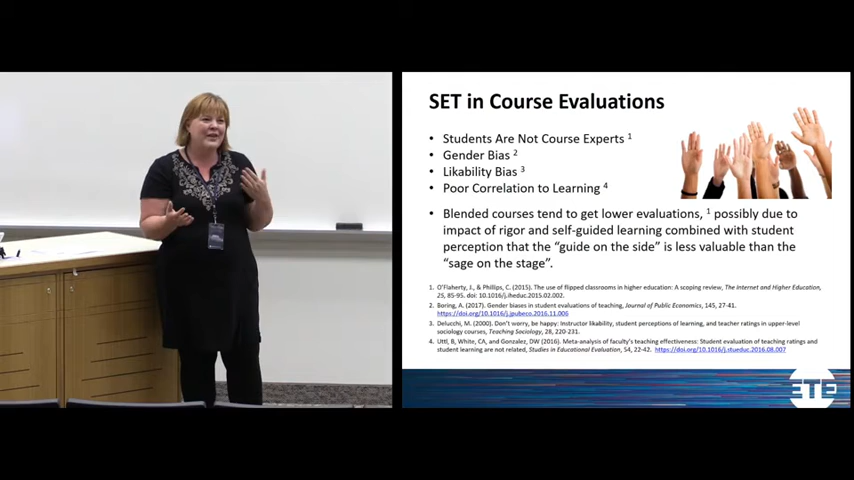 SET in Course Evaluations
• Students Are Not Course Experts 1
• Gender Bias 2
• Likability Bias 3
• Poor Correlation to Learning 4
• Blended courses tend to get lower evaluations, 1 possibly due to
impact of rigor and self-guided learning combined with student
perception that the “guide on the side” is less valuable than the
“sage on the stage”.
1. O'Flaherty, J., & Phillips, C. (2015). The use of flipped classrooms in higher education: A scoping review, The Internet and Higher Education,
25, 85-95. doi: 10.1016/j.iheduc.2015.02.002.
2. Boring, A. (2017). Gender biases in student evaluations of teaching, Journal of Public Economics, 145, 27-41.
https://doi.org/10.1016/j.jpubeco.2016.11.006
3. Delucchi, M. (2000). Don't worry, be happy: Instructor likability, student perceptions of learning, and teacher ratings in upper-level
sociology courses, Teaching Sociology, 28, 220-231.
4. Uttl, B, White, CA, and Gonzalez, DW (2016). Meta-analysis of faculty's teaching effectiveness: Student evaluation of teaching ratings and
student learning are not related, Studies in Educational Evaluation, 54, 22-42. https://doi.org/10.1016/j.stueduc.2016.08.007
ETE